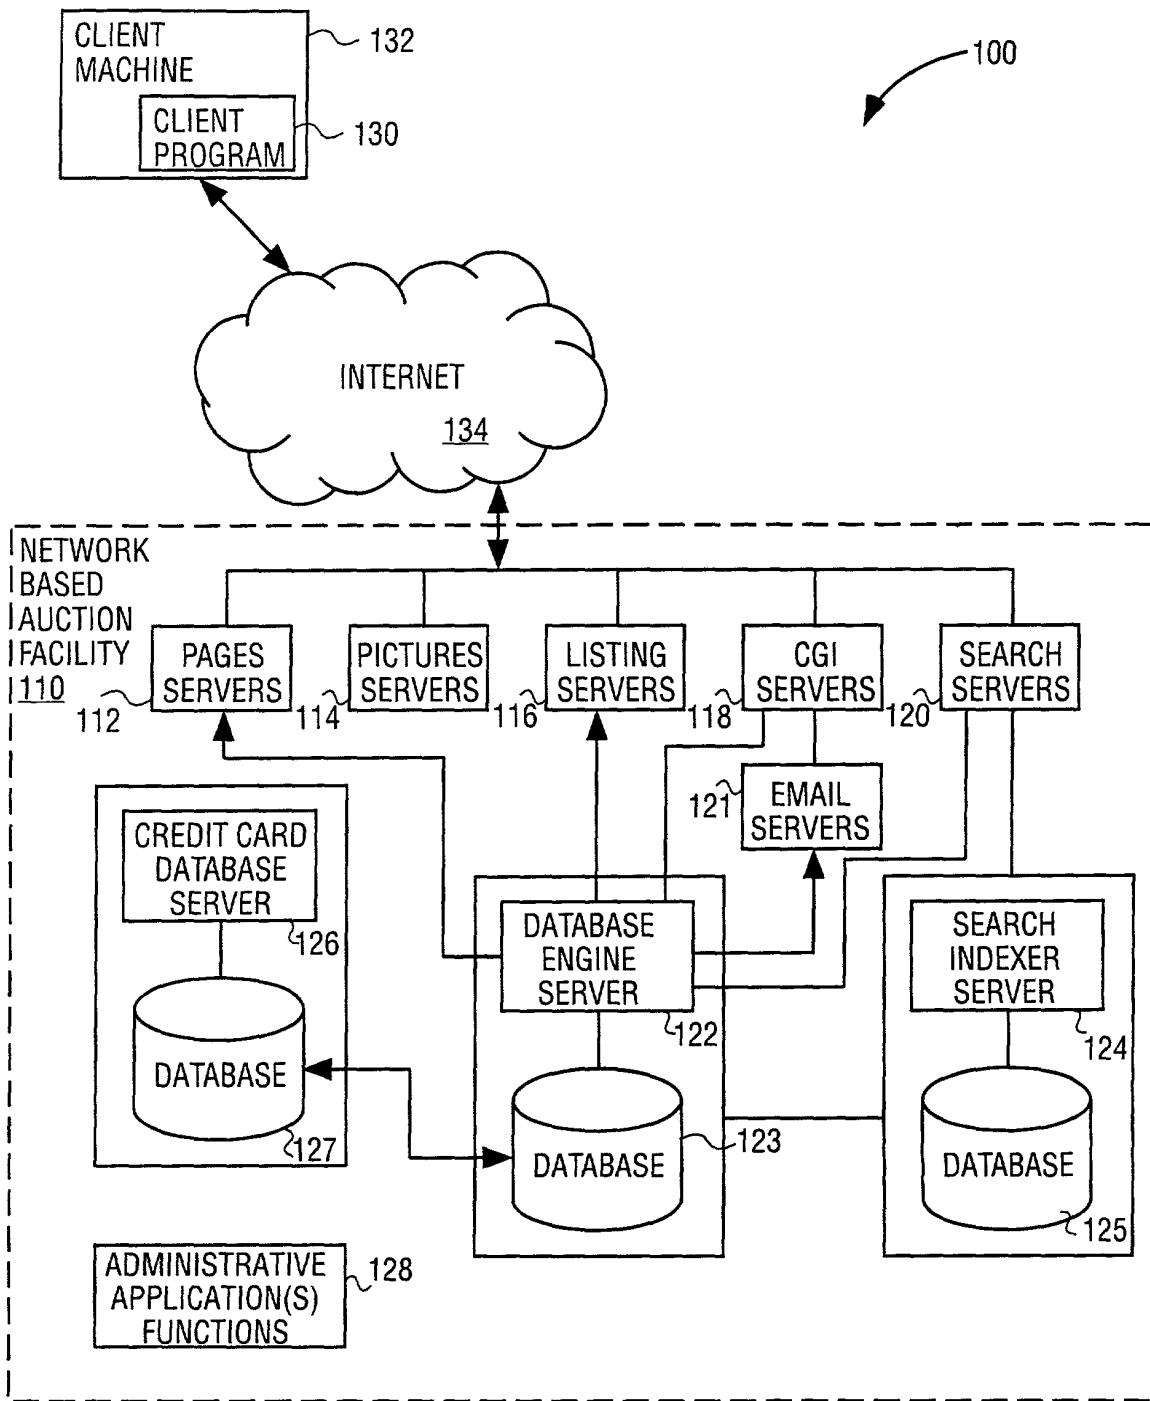 CLIENT
MACHINE
132
CLIENT
PROGRAM
130
100
INTERNET
134
NETWORK
BASED
AUCTION
FACILITY
110
PAGES
SERVERS
112
PICTURES
SERVERS
114
LISTING
SERVERS
116
CGI
SERVERS
118
SEARCH
SERVERS
120
EMAIL
SERVERS
121
CREDIT CARD
DATABASE
SERVER
126
DATABASE
127
DATABASE
ENGINE
SERVER
122
DATABASE
123
SEARCH
INDEXER
SERVER
124
DATABASE
125
ADMINISTRATIVE
APPLICATION(S)
FUNCTIONS
128